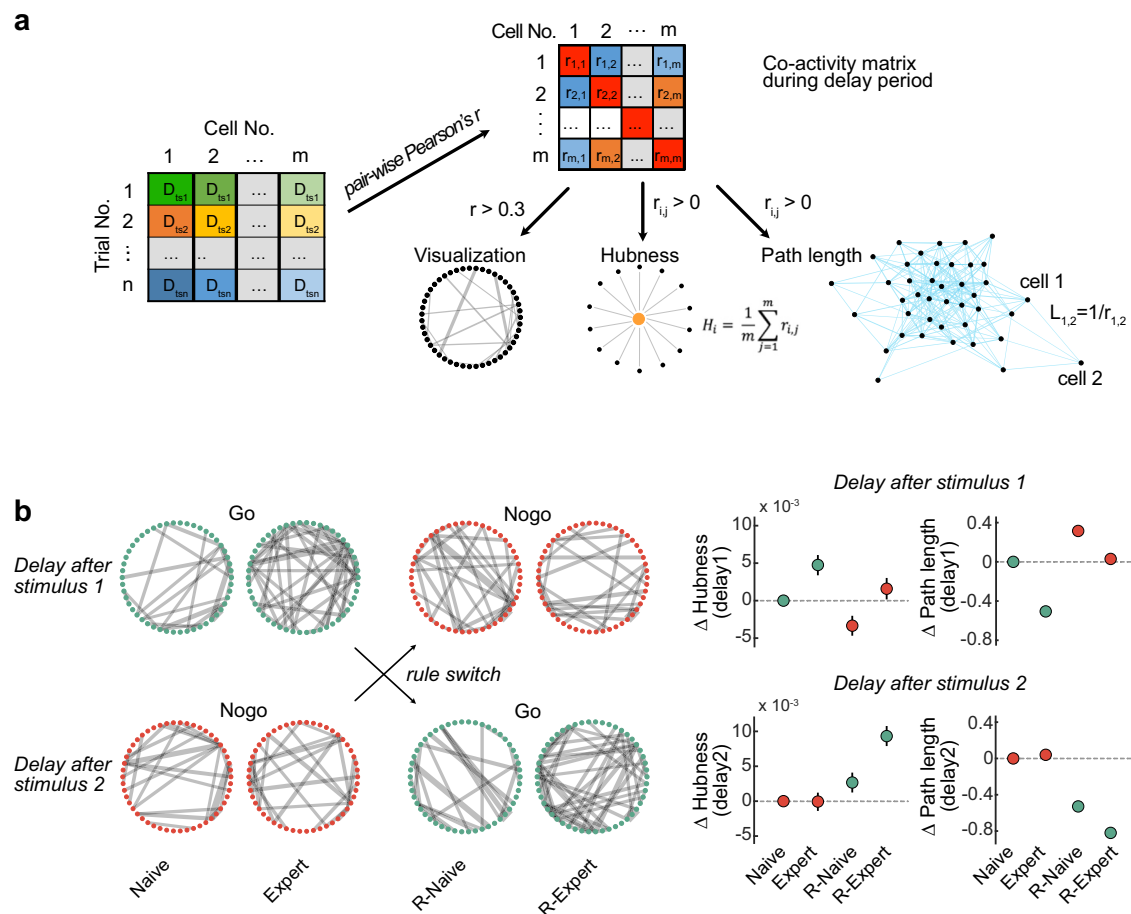 a
Cell No. 1 2 ... m
1 r1,1 r1,2 ... r1,m
2 r2,1 r2,2 ... r2,m
⋮ ... ... ... ...
m rm,1 rm,2 ... rm,m
Co-activity matrix
during delay period
pair-wise Pearson's r
Cell No.
1 2 ... m
Trial No.
1 Dts1 Dts1 ... Dts1
2 Dts2 Dts2 ... Dts2
⋮ ... .. ... ...
n Dtsn Dtsn ... Dtsn
r > 0.3
ri,j > 0
ri,j > 0
Visualization
Hubness
Path length
Hi = 1/m ∑ j=1 m ri,j
cell 1
L1,2=1/r1,2
cell 2
b
Go
Nogo
Delay after
stimulus 1
rule switch
Nogo
Go
Delay after
stimulus 2
Naive
Expert
R-Naive
R-Expert
Delay after stimulus 1
x 10-3
Δ Hubness
(delay1)
10
5
0
-5
Δ Path length
(delay1)
0.4
0
-0.4
-0.8
Delay after stimulus 2
x 10-3
Δ Hubness
(delay2)
10
5
0
-5
Δ Path length
(delay2)
0.4
0
-0.4
-0.8
Naive
Expert
R-Naive
R-Expert
Naive
Expert
R-Naive
R-Expert